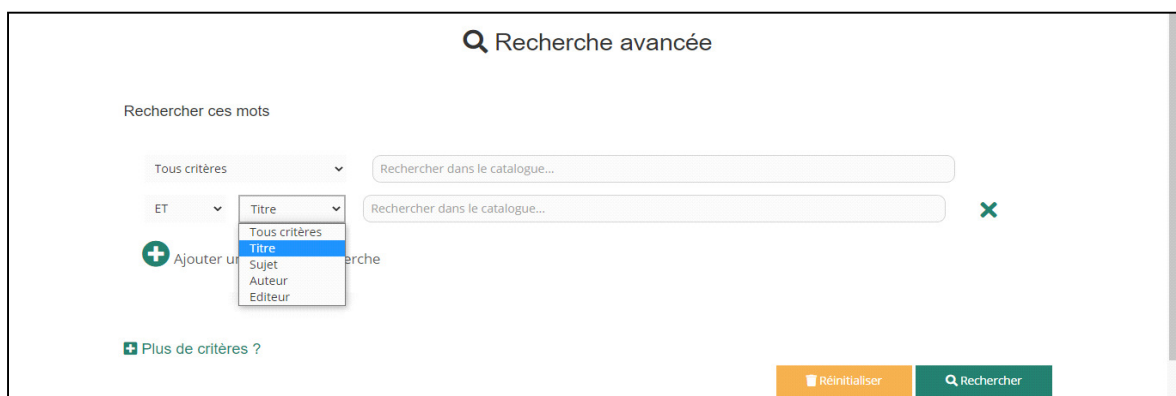 Recherche avancée
Rechercher ces mots
Tous critères Rechercher dans le catalogue...
ET Titre Rechercher dans le catalogue...
Tous critères
Titre
Sujet
Auteur
Editeur
Ajouter
Plus de critères ?
Réinitialiser Rechercher